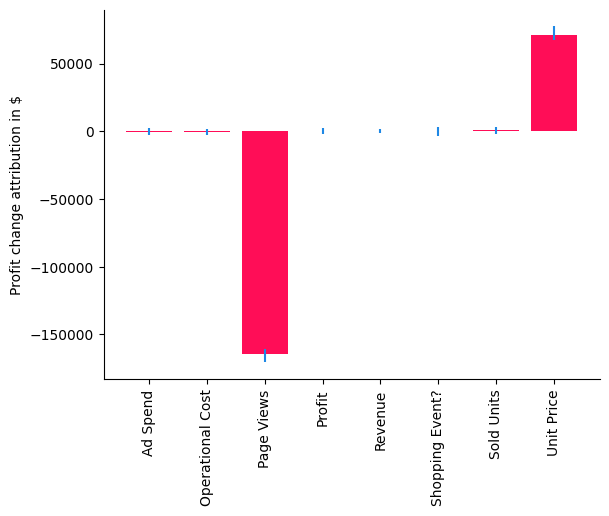 Profit change attribution in $
50000
0
−50000
−100000
−150000
Ad Spend
Operational Cost
Page Views
Profit
Revenue
Shopping Event?
Sold Units
Unit Price